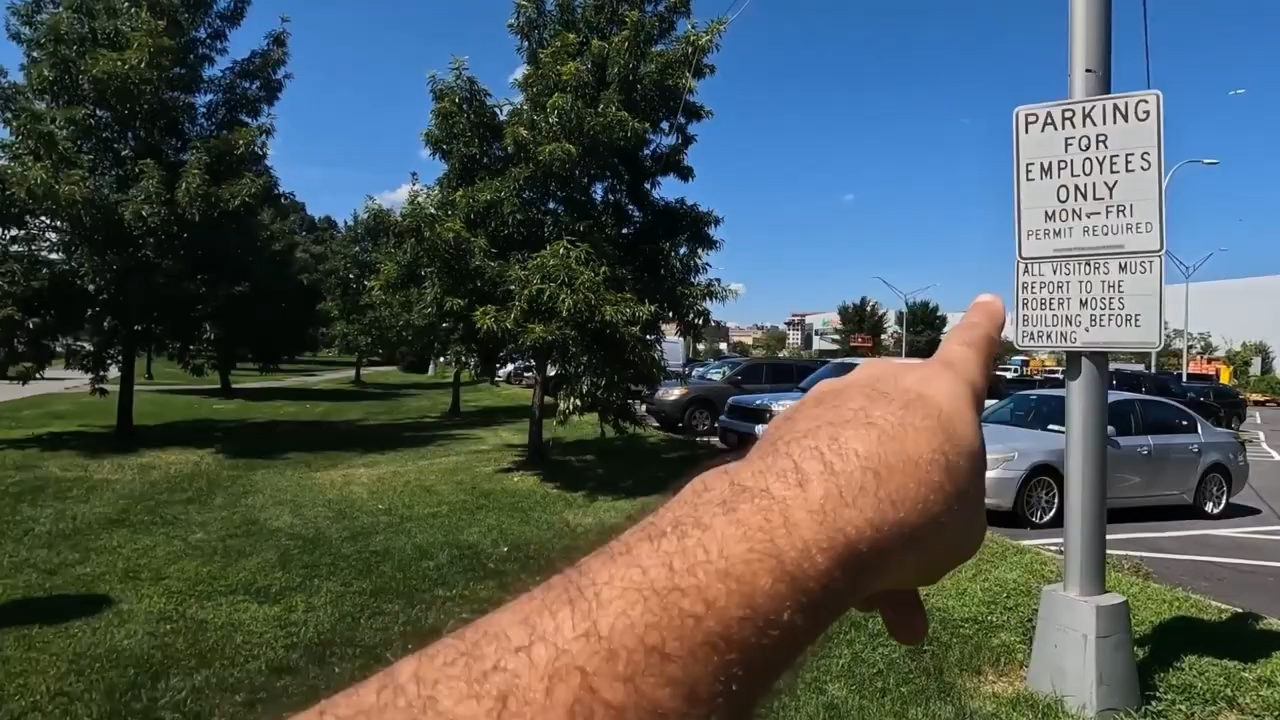 PARKING
FOR
EMPLOYEES
ONLY
MON-FRI
PERMIT REQUIRED
ALL VISITORS MUST
REPORT TO THE
ROBERT MOSES
BUILDING BEFORE
PARKING